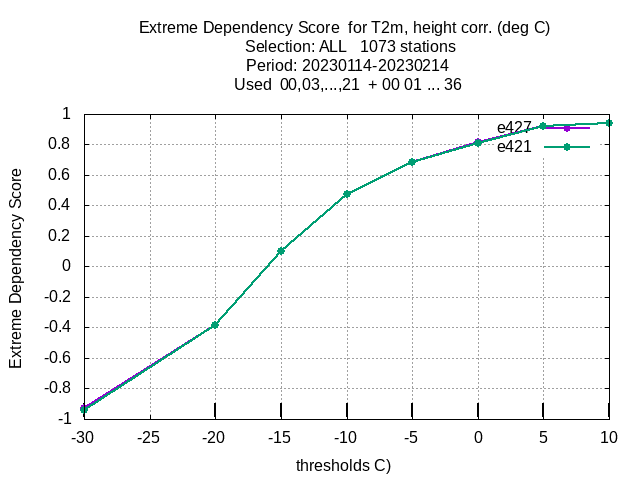 Extreme Dependency Score  for T2m, height corr. (deg C)
Selection: ALL   1073 stations
Period: 20230114-20230214
Used  00,03,...,21  + 00 01 ... 36
Extreme Dependency Score
1
0.8
0.6
0.4
0.2
0
-0.2
-0.4
-0.6
-0.8
-1
e427
e421
-30 -25 -20 -15 -10 -5 0 5 10
thresholds C)